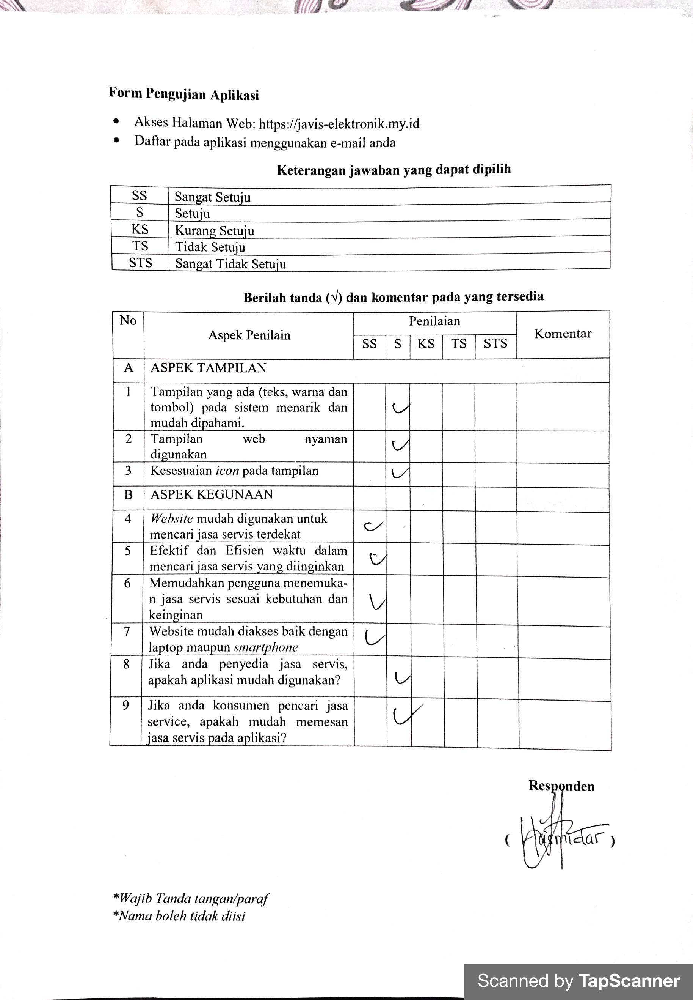 Form Pengujian Aplikasi
• Akses Halaman Web: https://javis-elektronik.my.id
• Daftar pada aplikasi menggunakan e-mail anda
Keterangan jawaban yang dapat dipilih
SS Sangat Setuju
S Setuju
KS Kurang Setuju
TS Tidak Setuju
STS Sangat Tidak Setuju
Berilah tanda (√) dan komentar pada yang tersedia
No Aspek Penilain Penilaian Komentar
SS S KS TS STS
A ASPEK TAMPILAN
1 Tampilan yang ada (teks, warna dan
tombol) pada sistem menarik dan ✓
mudah dipahami.
2 Tampilan web nyaman ✓
digunakan
3 Kesesuaian icon pada tampilan ✓
B ASPEK KEGUNAAN
4 Website mudah digunakan untuk ✓
mencari jasa servis terdekat
5 Efektif dan Efisien waktu dalam ✓
mencari jasa servis yang diinginkan
6 Memudahkan pengguna menemuka-
n jasa servis sesuai kebutuhan dan ✓
keinginan
7 Website mudah diakses baik dengan ✓
laptop maupun smartphone
8 Jika anda penyedia jasa servis,
apakah aplikasi mudah digunakan? ✓
9 Jika anda konsumen pencari jasa
service, apakah mudah memesan ✓
jasa servis pada aplikasi?
Responden
( Hasmidar )
*Wajib Tanda tangan/paraf
*Nama boleh tidak diisi
Scanned by TapScanner